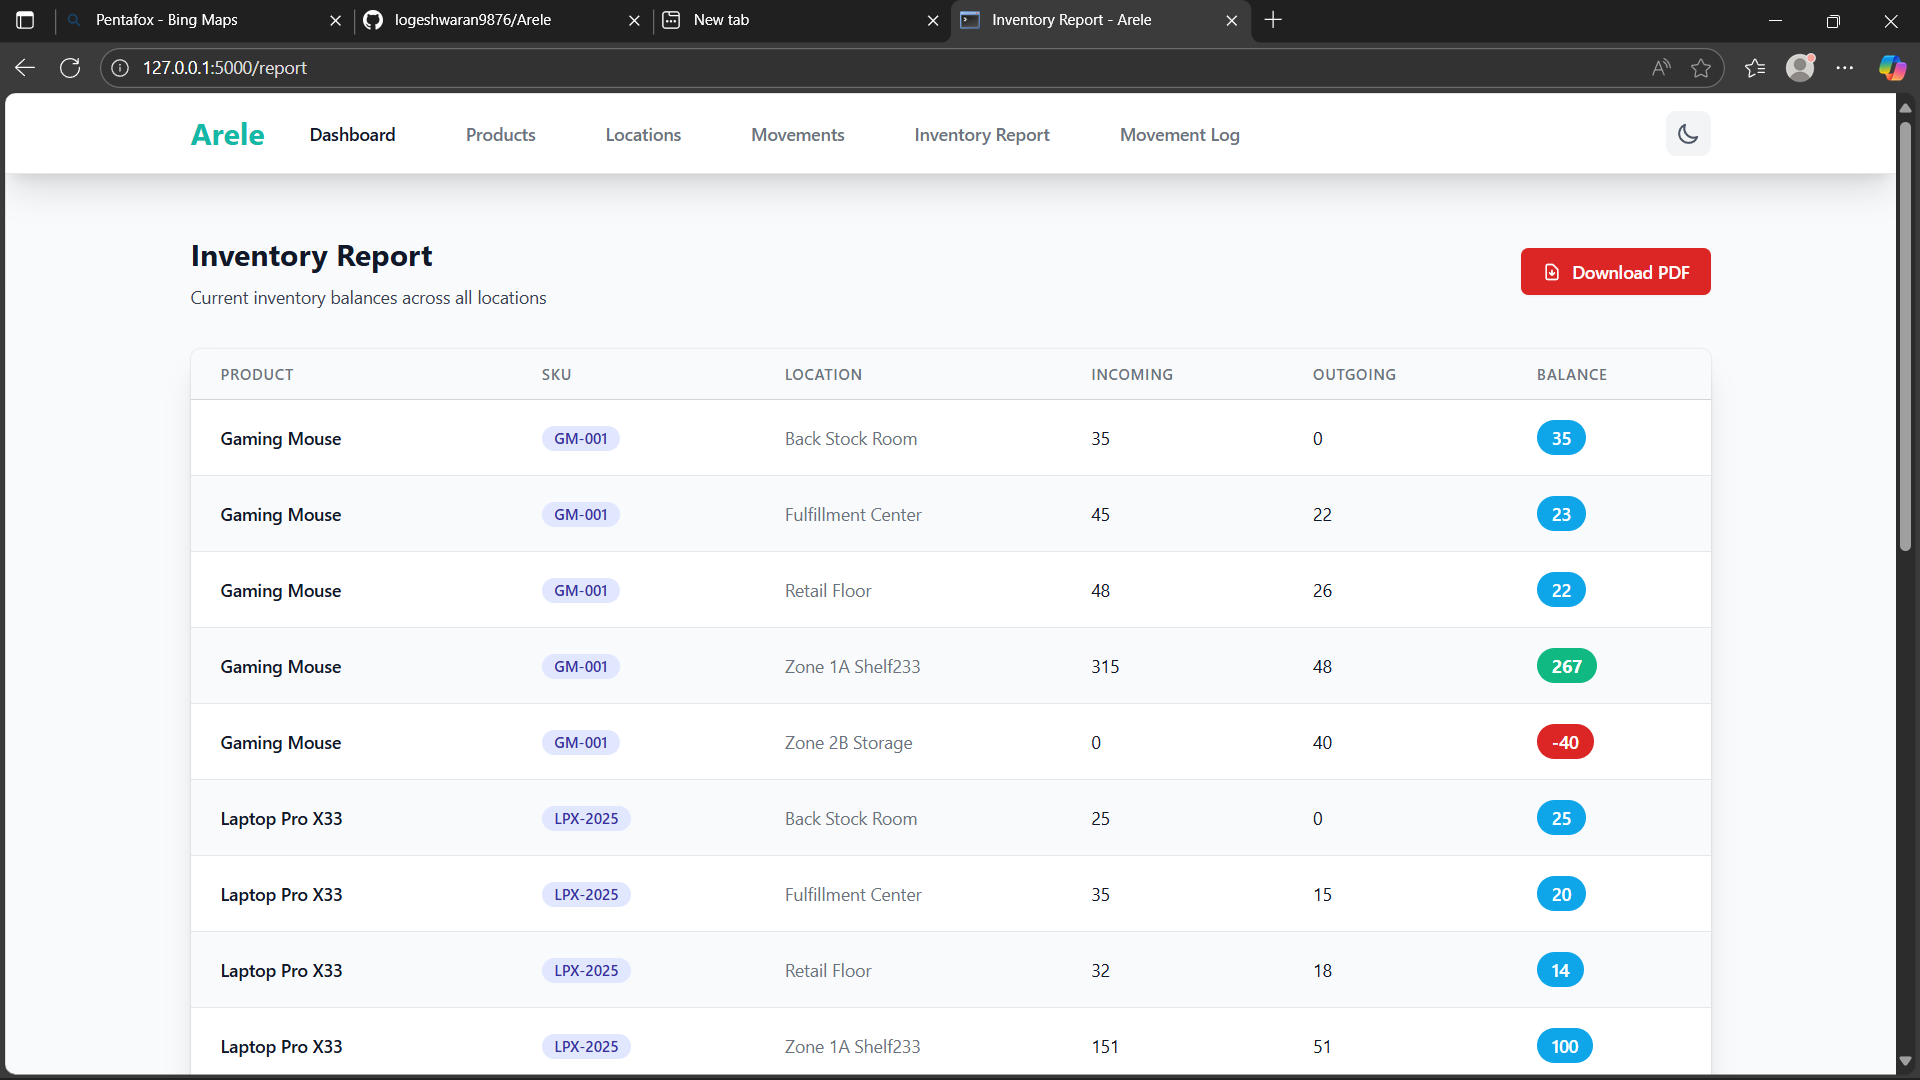 Pentafox - Bing Maps
logeshwaran9876/Arele
New tab
Inventory Report - Arele
127.0.0.1:5000/report
Arele Dashboard Products Locations Movements Inventory Report Movement Log
Inventory Report
Download PDF
Current inventory balances across all locations
PRODUCT SKU LOCATION INCOMING OUTGOING BALANCE
Gaming Mouse GM-001 Back Stock Room 35 0 35
Gaming Mouse GM-001 Fulfillment Center 45 22 23
Gaming Mouse GM-001 Retail Floor 48 26 22
Gaming Mouse GM-001 Zone 1A Shelf233 315 48 267
Gaming Mouse GM-001 Zone 2B Storage 0 40 -40
Laptop Pro X33 LPX-2025 Back Stock Room 25 0 25
Laptop Pro X33 LPX-2025 Fulfillment Center 35 15 20
Laptop Pro X33 LPX-2025 Retail Floor 32 18 14
Laptop Pro X33 LPX-2025 Zone 1A Shelf233 151 51 100